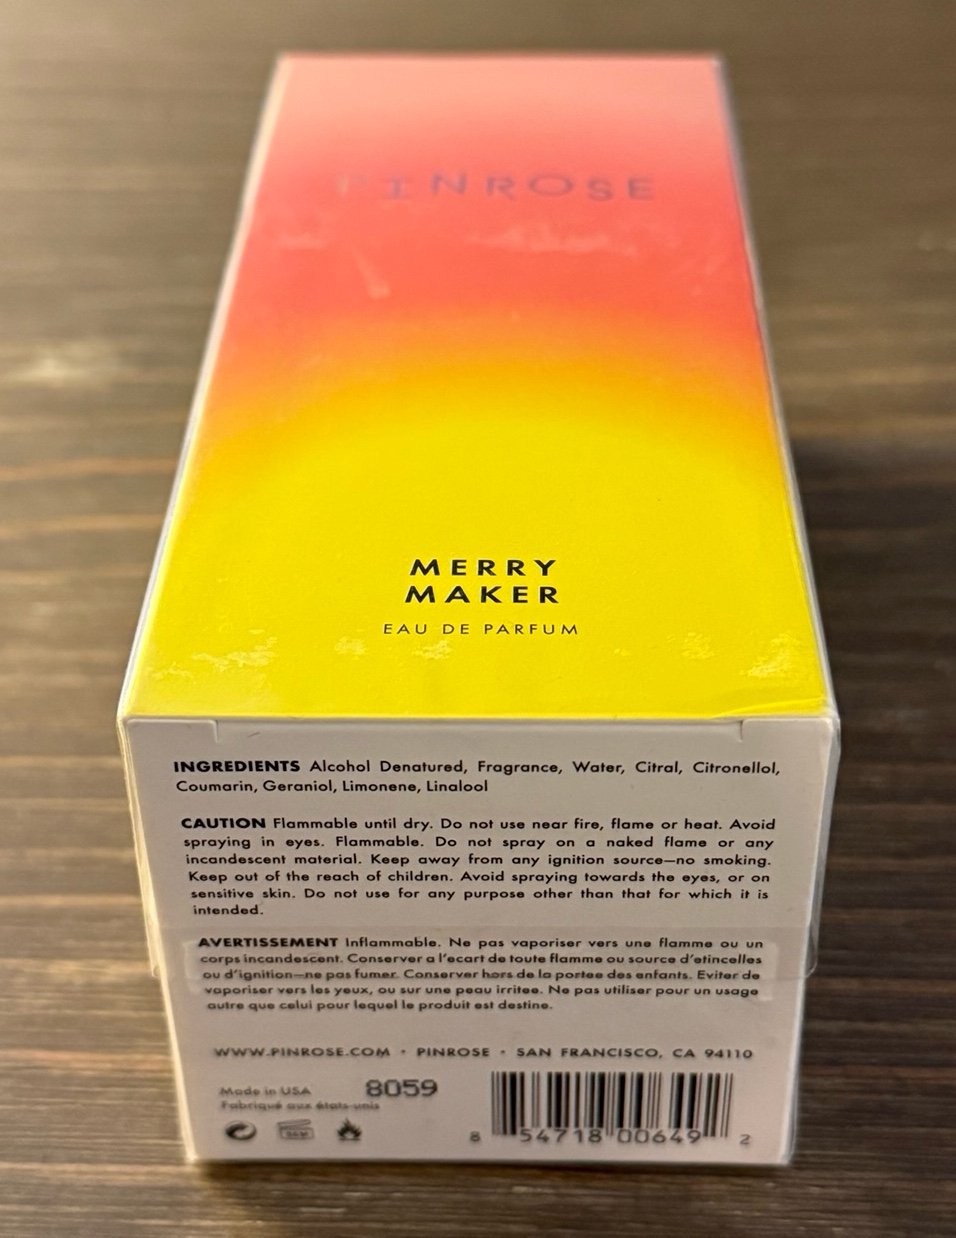 PINROSE
MERRY
MAKER
EAU DE PARFUM
INGREDIENTS Alcohol Denatured, Fragrance, Water, Citral, Citronellol,
Coumarin, Geraniol, Limonene, Linalool
CAUTION Flammable until dry. Do not use near fire, flame or heat. Avoid
spraying in eyes. Flammable. Do not spray on a naked flame or any
incandescent material. Keep away from any ignition source—no smoking.
Keep out of the reach of children. Avoid spraying towards the eyes, or on
sensitive skin. Do not use for any purpose other than that for which it is
intended.
AVERTISSEMENT Inflammable. Ne pas vaporiser vers une flamme ou un
corps incandescent. Conserver a l'ecart de toute flamme ou source d'etincelles
ou d'ignition—ne pas fumer. Conserver hors de la portee des enfants. Eviter de
vaporiser vers les yeux, ou sur une peau irritee. Ne pas utiliser pour un usage
autre que celui pour lequel le produit est destine.
WWW.PINROSE.COM • PINROSE • SAN FRANCISCO, CA 94110
Made in USA 8059
Fabriqué aux états-unis
8 54718 00649 2